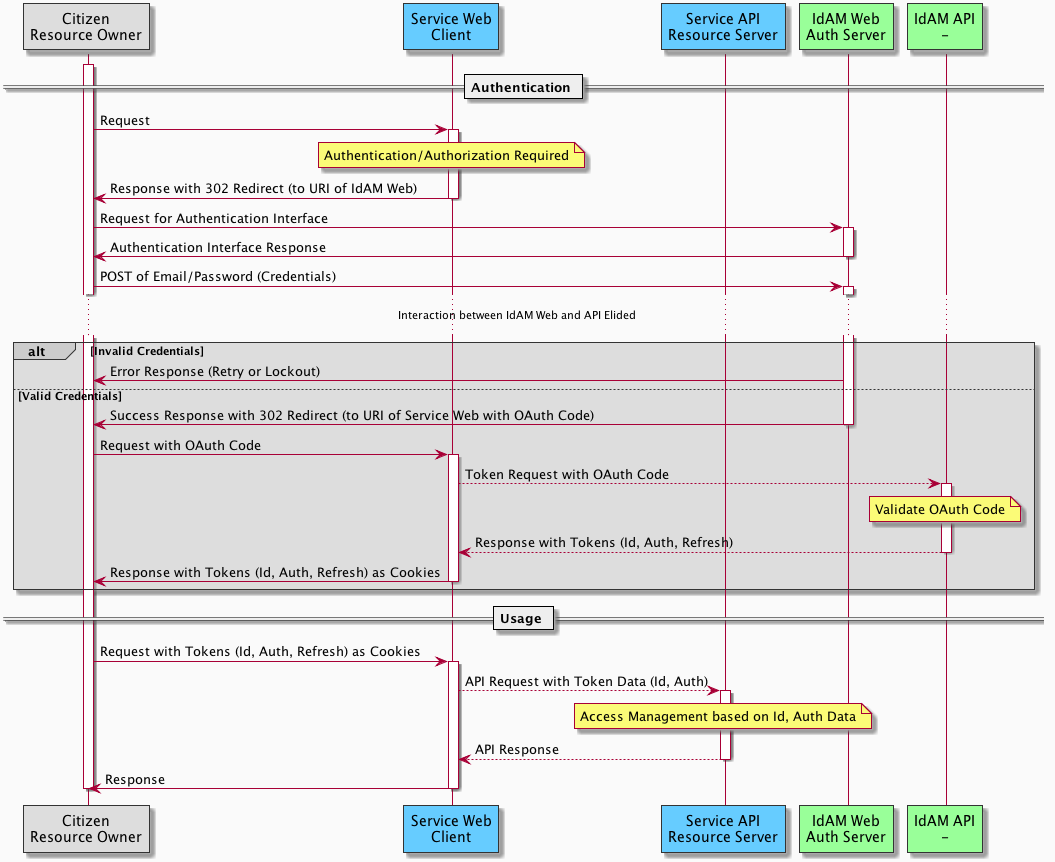 Citizen
Resource Owner
Service Web
Client
Service API
Resource Server
IdAM Web
Auth Server
IdAM API
-
Authentication
Request
Authentication/Authorization Required
Response with 302 Redirect (to URI of IdAM Web)
Request for Authentication Interface
Authentication Interface Response
POST of Email/Password (Credentials)
Interaction between IdAM Web and API Elided
alt
[Invalid Credentials]
Error Response (Retry or Lockout)
[Valid Credentials]
Success Response with 302 Redirect (to URI of Service Web with OAuth Code)
Request with OAuth Code
Token Request with OAuth Code
Validate OAuth Code
Response with Tokens (Id, Auth, Refresh)
Response with Tokens (Id, Auth, Refresh) as Cookies
Usage
Request with Tokens (Id, Auth, Refresh) as Cookies
API Request with Token Data (Id, Auth)
Access Management based on Id, Auth Data
API Response
Response
Citizen
Resource Owner
Service Web
Client
Service API
Resource Server
IdAM Web
Auth Server
IdAM API
-